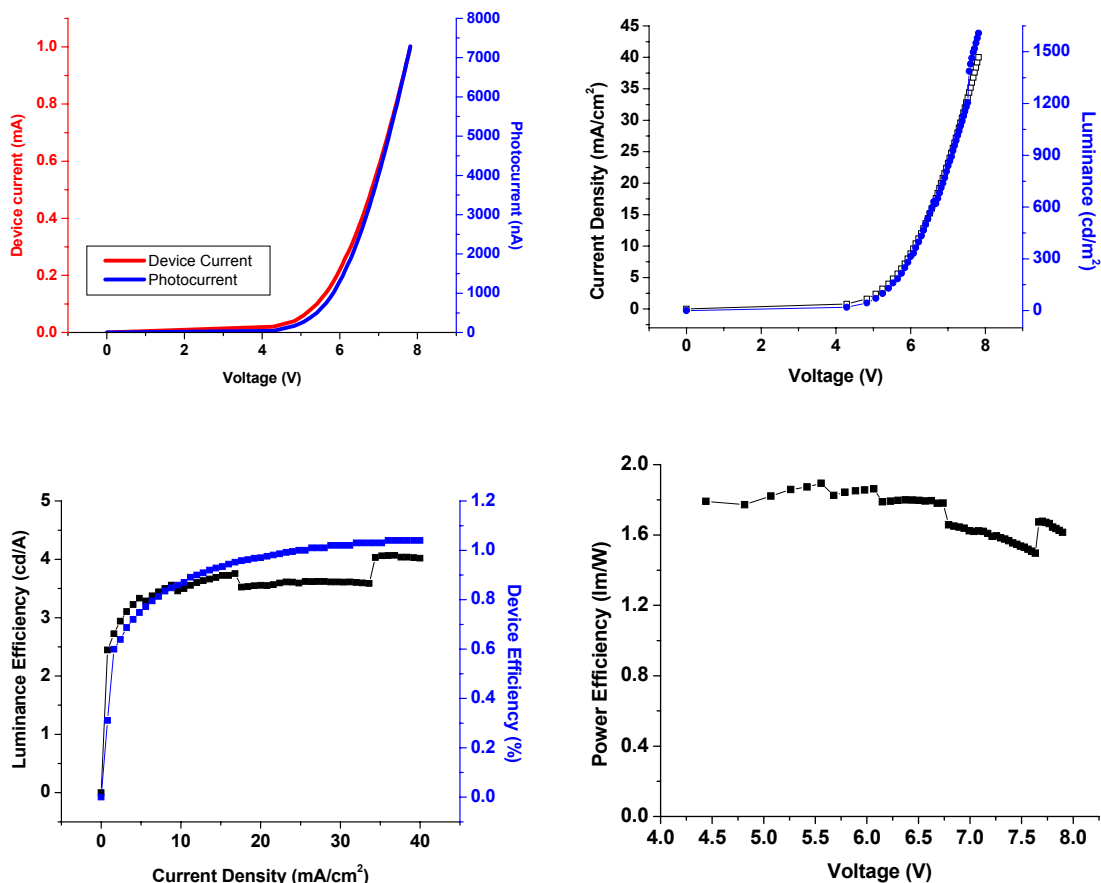 Device current (mA)
1.0
0.8
0.6
0.4
0.2
0.0
Device Current
Photocurrent
8000
7000
6000
5000
4000
3000
2000
1000
0
Photocurrent (nA)
0 2 4 6 8
Voltage (V)
Current Density (mA/cm²)
45
40
35
30
25
20
15
10
5
0
1500
1200
900
600
300
0
Luminance (cd/m²)
0 2 4 6 8
Voltage (V)
Luminance Efficiency (cd/A)
5
4
3
2
1
0
1.2
1.0
0.8
0.6
0.4
0.2
0.0
Device Efficiency (%)
0 10 20 30 40
Current Density (mA/cm²)
Power Efficiency (lm/W)
2.0
1.6
1.2
0.8
0.4
0.0
4.0 4.5 5.0 5.5 6.0 6.5 7.0 7.5 8.0
Voltage (V)